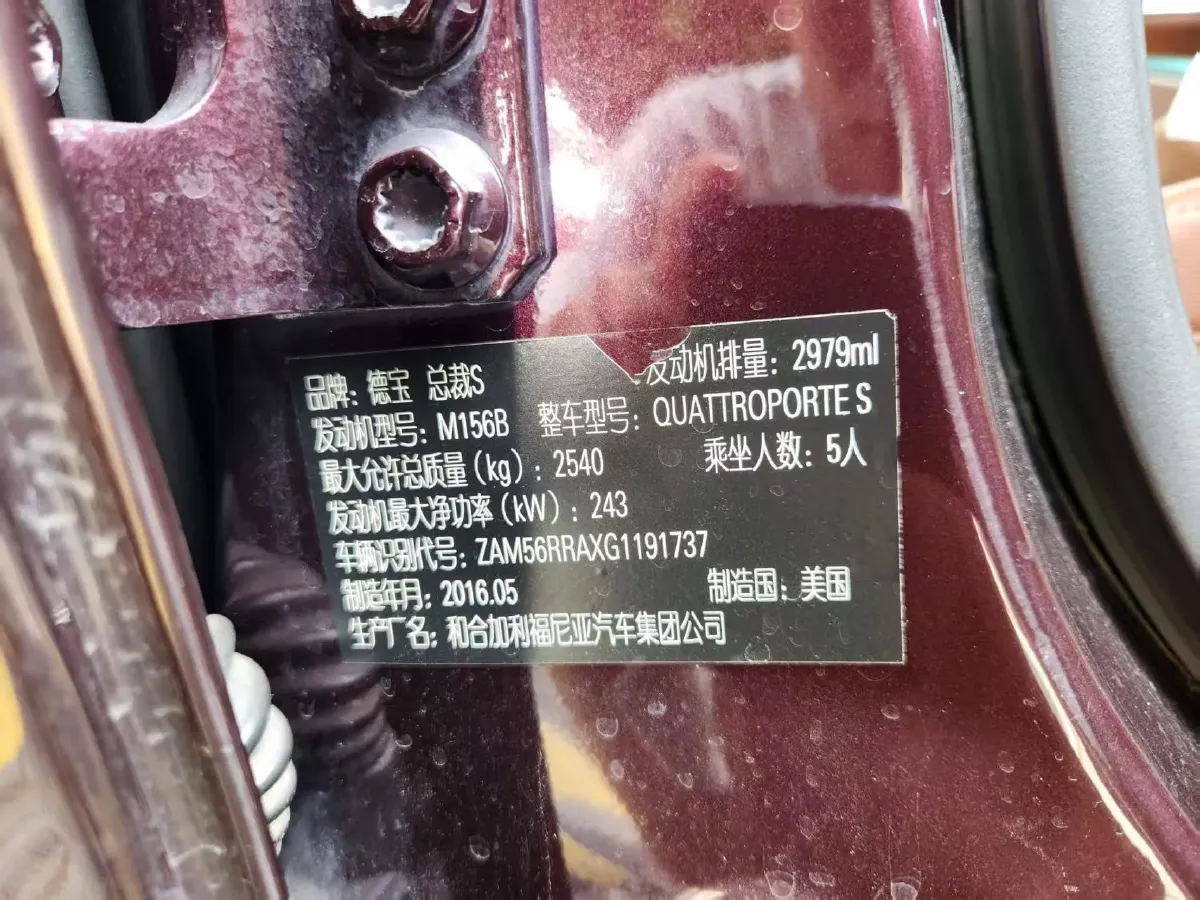 品牌：德宝 总裁S 发动机排量：2979ml
发动机型号：M156B 整车型号：QUATTROPORTE S
最大允许总质量（kg）：2540 乘坐人数：5人
发动机最大净功率（kW）：243
车辆识别代号：ZAM56RRAXG1191737
制造年月：2016.05 制造国：美国
生产厂名：和合加利福尼亚汽车集团公司